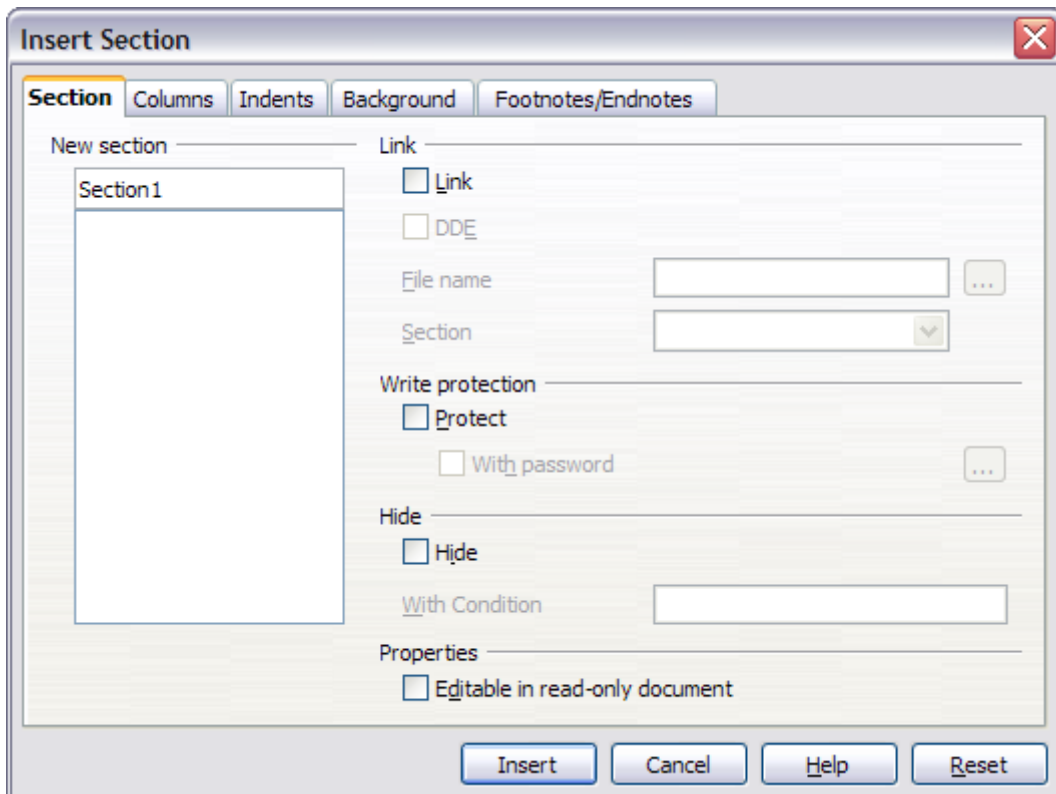 Insert Section
Section Columns Indents Background Footnotes/Endnotes
New section
Section1
Link
Link
DDE
File name ...
Section
Write protection
Protect
With password ...
Hide
Hide
With Condition
Properties
Editable in read-only document
Insert Cancel Help Reset